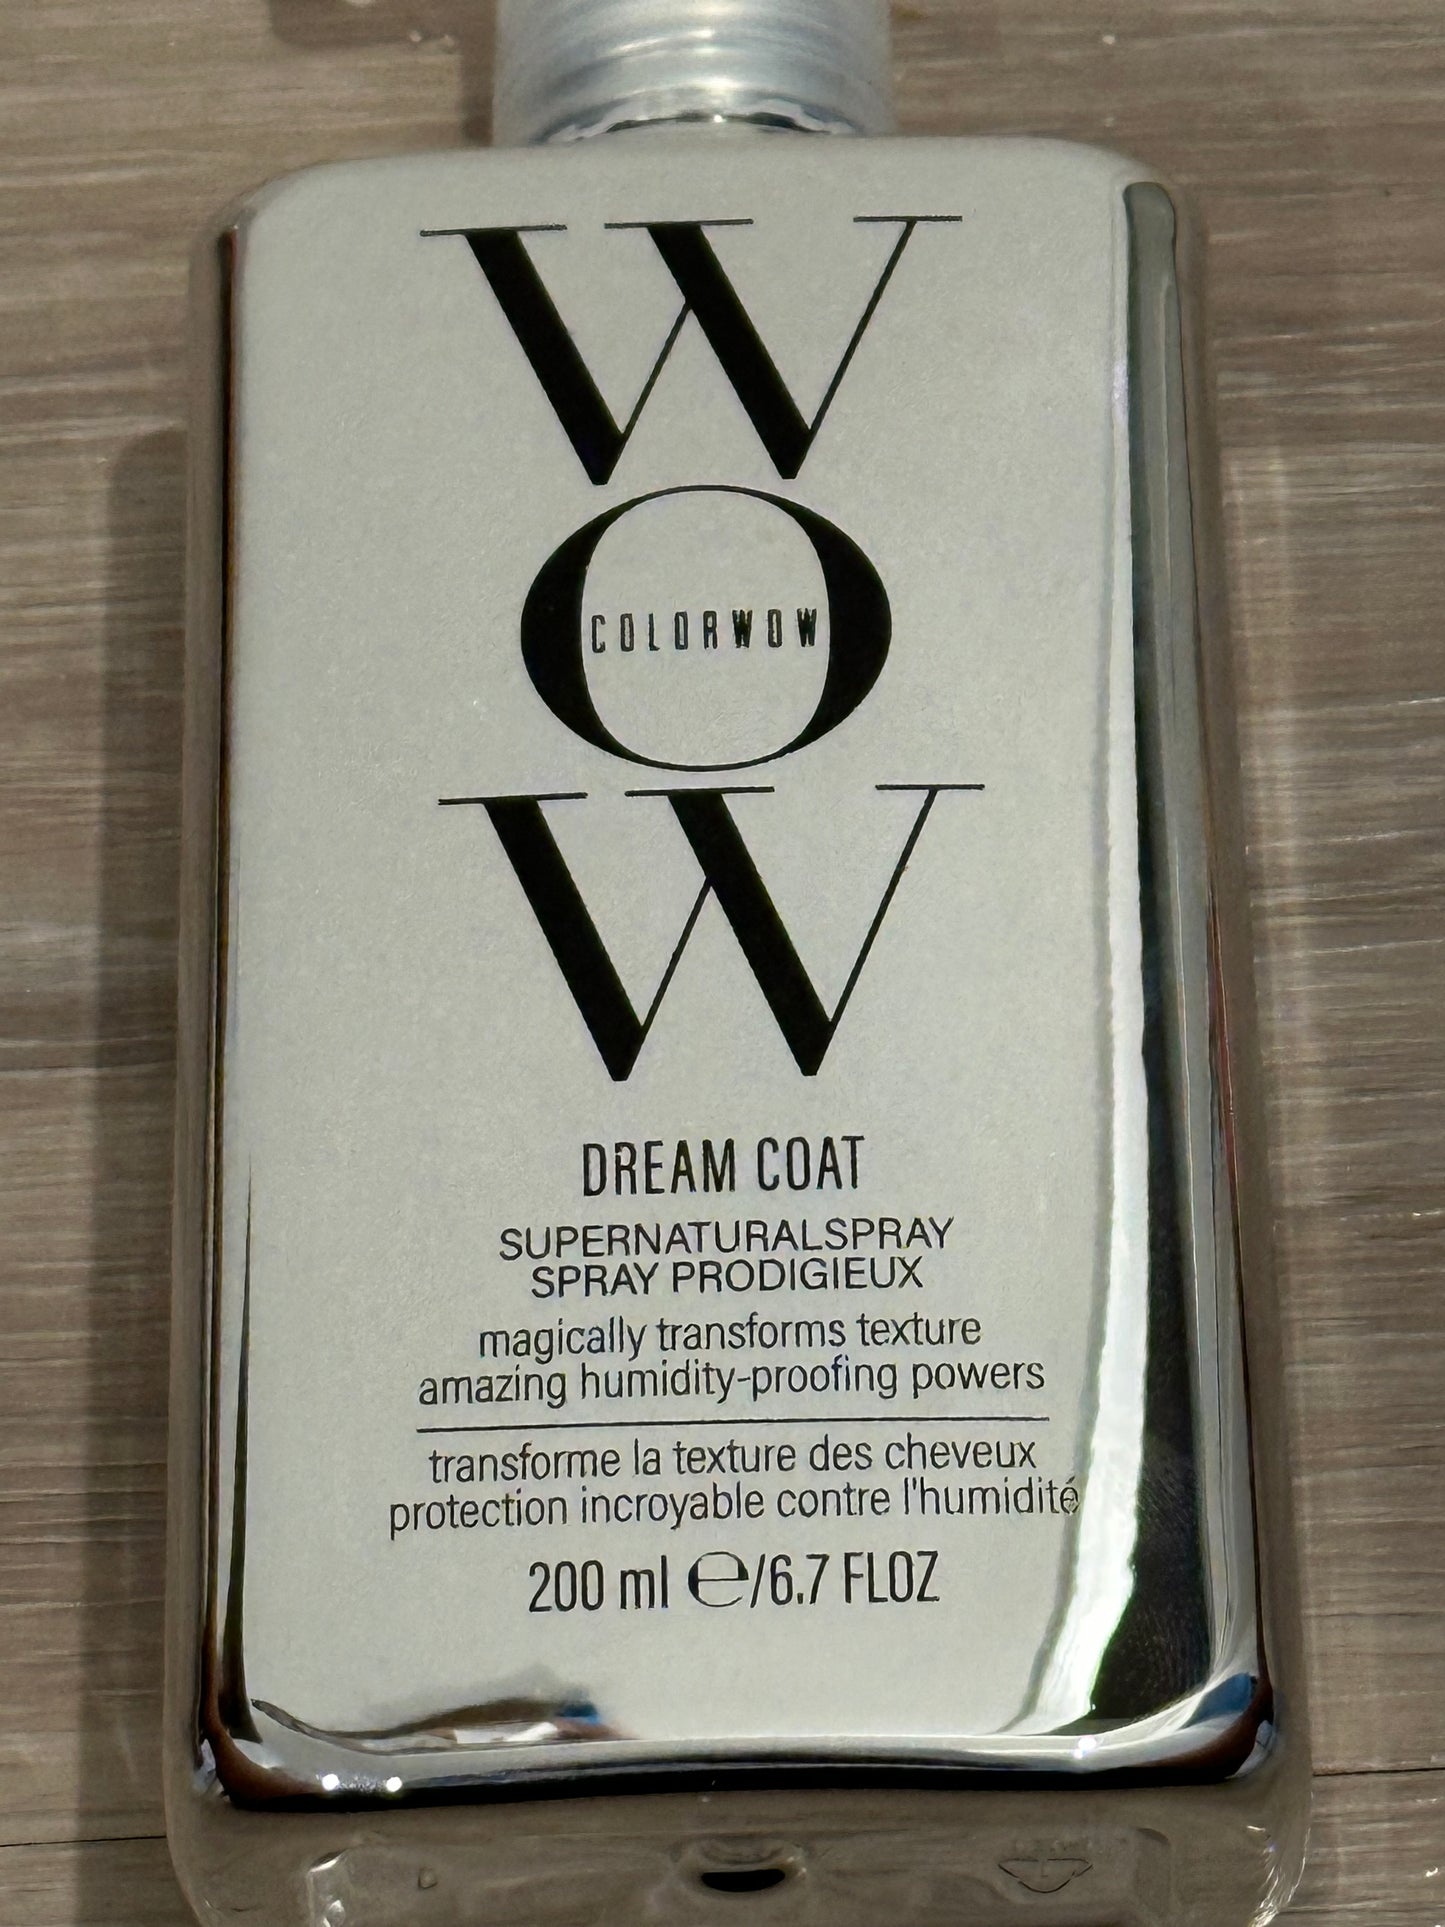 W
O
COLORWOW
W
DREAM COAT
SUPERNATURALSPRAY
SPRAY PRODIGIEUX
magically transforms texture
amazing humidity-proofing powers
transforme la texture des cheveux
protection incroyable contre l'humidité
200 ml ℮/6.7 FLOZ